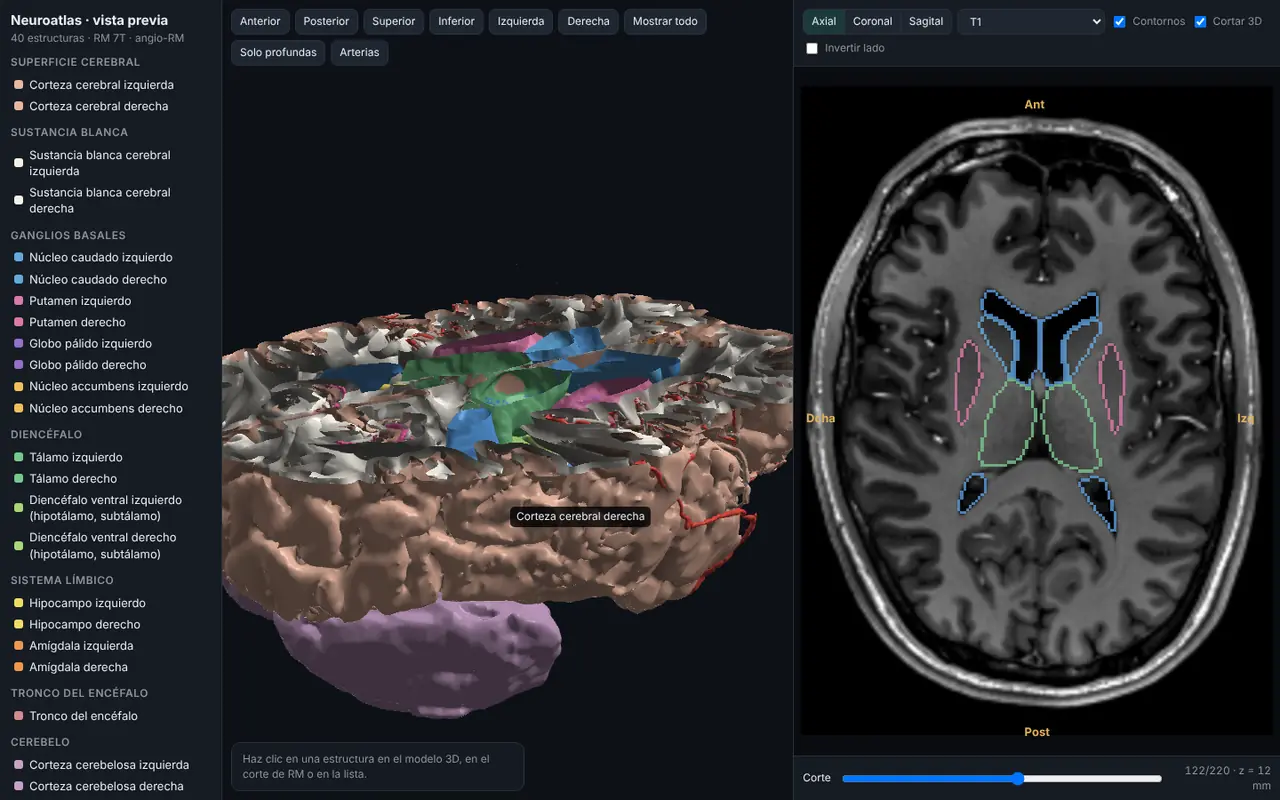 Neuroatlas · vista previa
40 estructuras · RM 7T · angio-RM
SUPERFICIE CEREBRAL
Corteza cerebral izquierda
Corteza cerebral derecha
SUSTANCIA BLANCA
Sustancia blanca cerebral
izquierda
Sustancia blanca cerebral
derecha
GANGLIOS BASALES
Núcleo caudado izquierdo
Núcleo caudado derecho
Putamen izquierdo
Putamen derecho
Globo pálido izquierdo
Globo pálido derecho
Núcleo accumbens izquierdo
Núcleo accumbens derecho
DIENCÉFALO
Tálamo izquierdo
Tálamo derecho
Diencéfalo ventral izquierdo
(hipotálamo, subtálamo)
Diencéfalo ventral derecho
(hipotálamo, subtálamo)
SISTEMA LÍMBICO
Hipocampo izquierdo
Hipocampo derecho
Amígdala izquierda
Amígdala derecha
TRONCO DEL ENCÉFALO
Tronco del encéfalo
CEREBELO
Corteza cerebelosa izquierda
Corteza cerebelosa derecha
Anterior Posterior Superior Inferior Izquierda Derecha Mostrar todo
Solo profundas Arterias
Corteza cerebral derecha
Haz clic en una estructura en el modelo 3D, en el
corte de RM o en la lista.
Axial Coronal Sagital T1 Contornos Cortar 3D
Invertir lado
Ant
Dcha
Izq
Post
Corte 122/220 · z = 12
mm